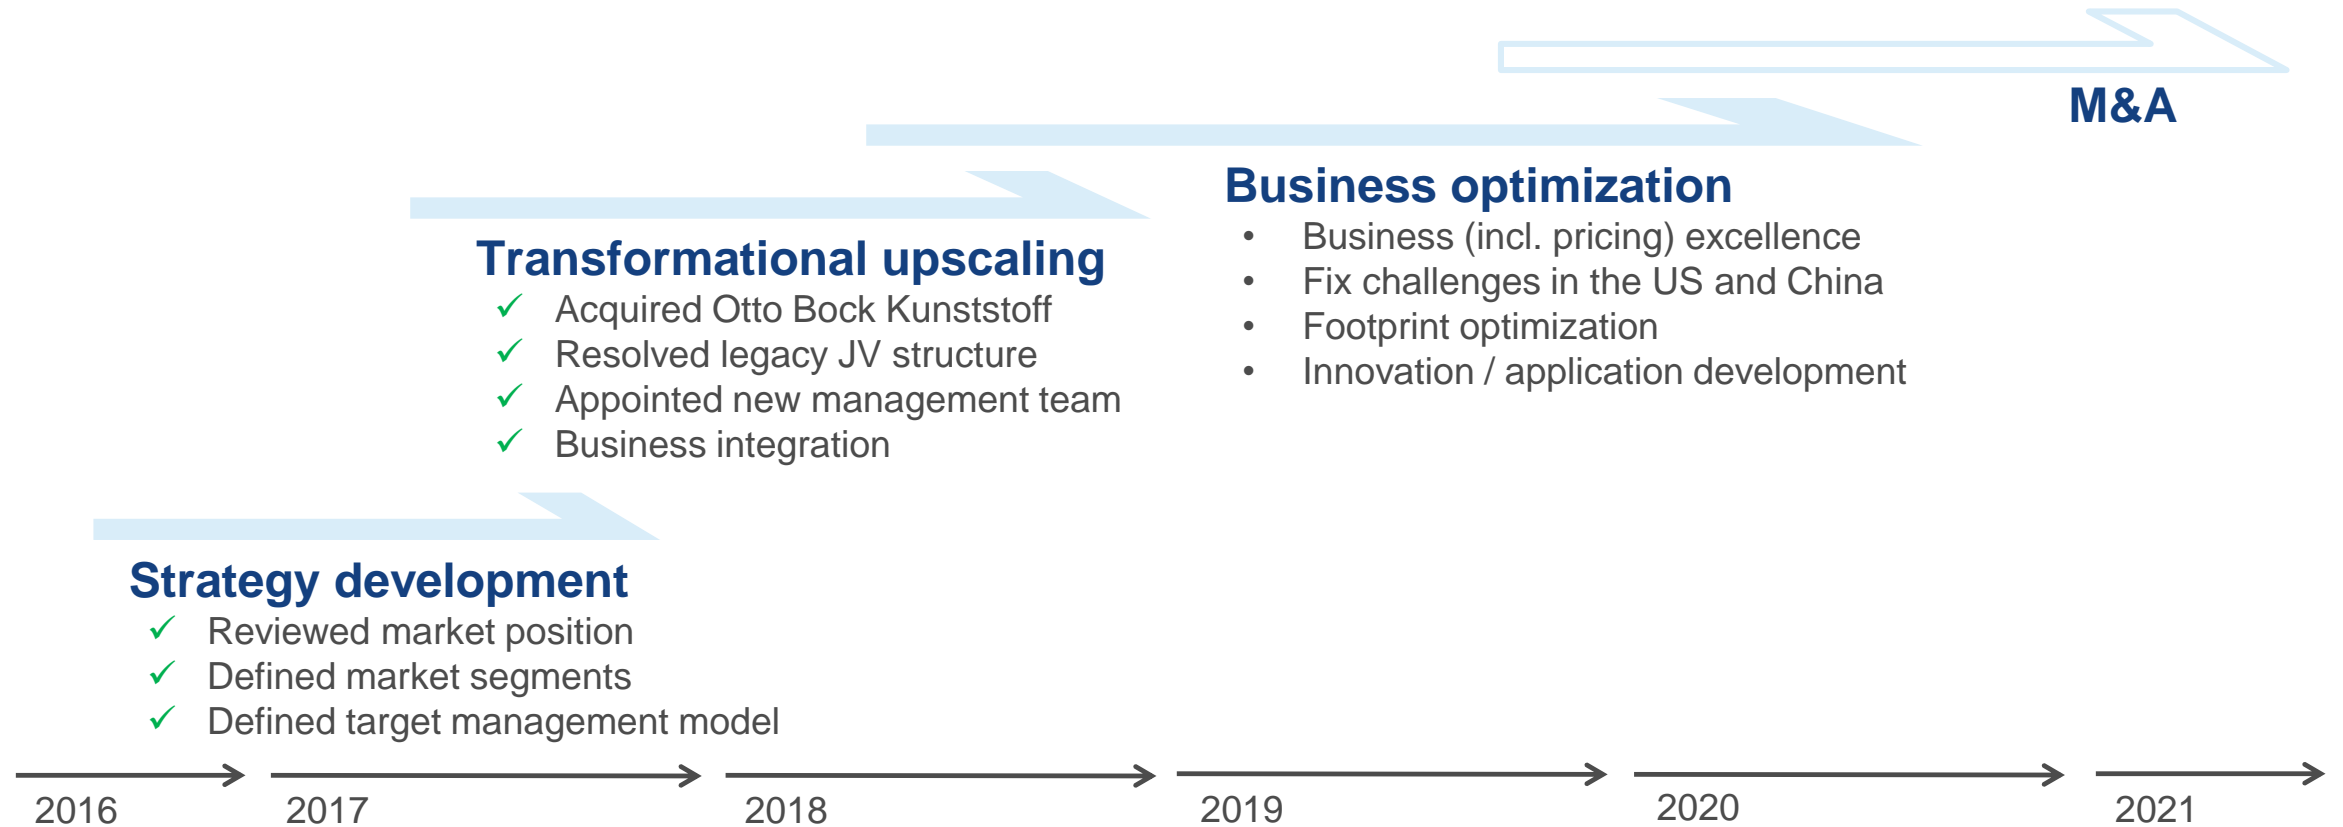 M&A
Business optimization
• Business (incl. pricing) excellence
• Fix challenges in the US and China
• Footprint optimization
• Innovation / application development
Transformational upscaling
✓ Acquired Otto Bock Kunststoff
✓ Resolved legacy JV structure
✓ Appointed new management team
✓ Business integration
Strategy development
✓ Reviewed market position
✓ Defined market segments
✓ Defined target management model
2016 2017 2018 2019 2020 2021